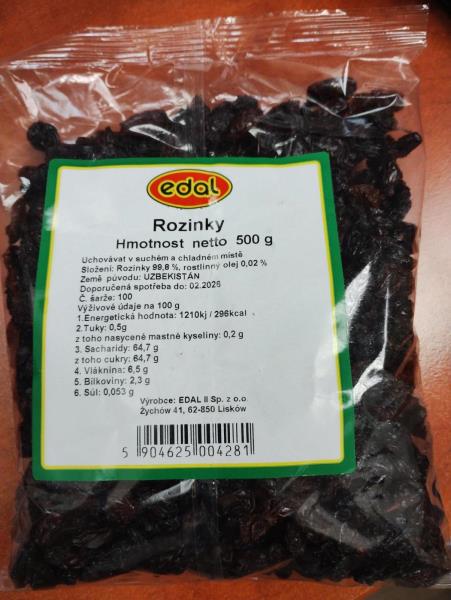 edal
Rozinky
Hmotnost netto 500 g
Uchovávat v suchém a chladném místě
Složení: Rozinky 99,8 %, rostlinný olej 0,02 %
Země původu: UZBEKISTÁN
Doporučená spotřeba do: 02.2026
Č. šarže: 100
Výživové údaje na 100 g
1.Energetická hodnota: 1210kj / 296kcal
2.Tuky: 0,5g
z toho nasycené mastné kyseliny: 0,2 g
3. Sacharidy: 64,7 g
z toho cukry: 64,7 g
4. Vláknina: 6,5 g
5. Bílkoviny: 2,3 g
6. Sůl: 0,053 g
Výrobce: EDAL II Sp. z o.o.
Żychów 41, 62-850 Lisków
5 904625 004281